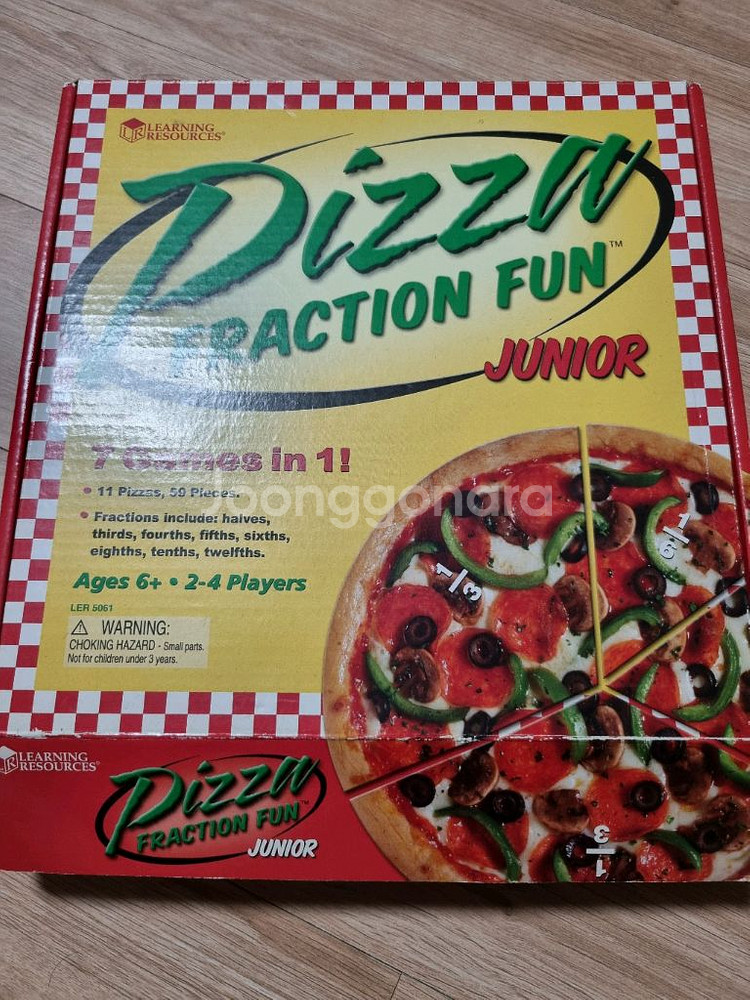 LEARNING
RESOURCES®
Pizza
FRACTION FUN™
JUNIOR
7 Games in 1!
• 11 Pizzas, 59 Pieces.
• Fractions include: halves,
thirds, fourths, fifths, sixths,
eighths, tenths, twelfths.
Ages 6+ • 2-4 Players
LER 5061
⚠ WARNING:
CHOKING HAZARD - Small parts.
Not for children under 3 years.
1/3
1/6
1/3
Joonggonara
LEARNING
RESOURCES®
Pizza
FRACTION FUN™
JUNIOR